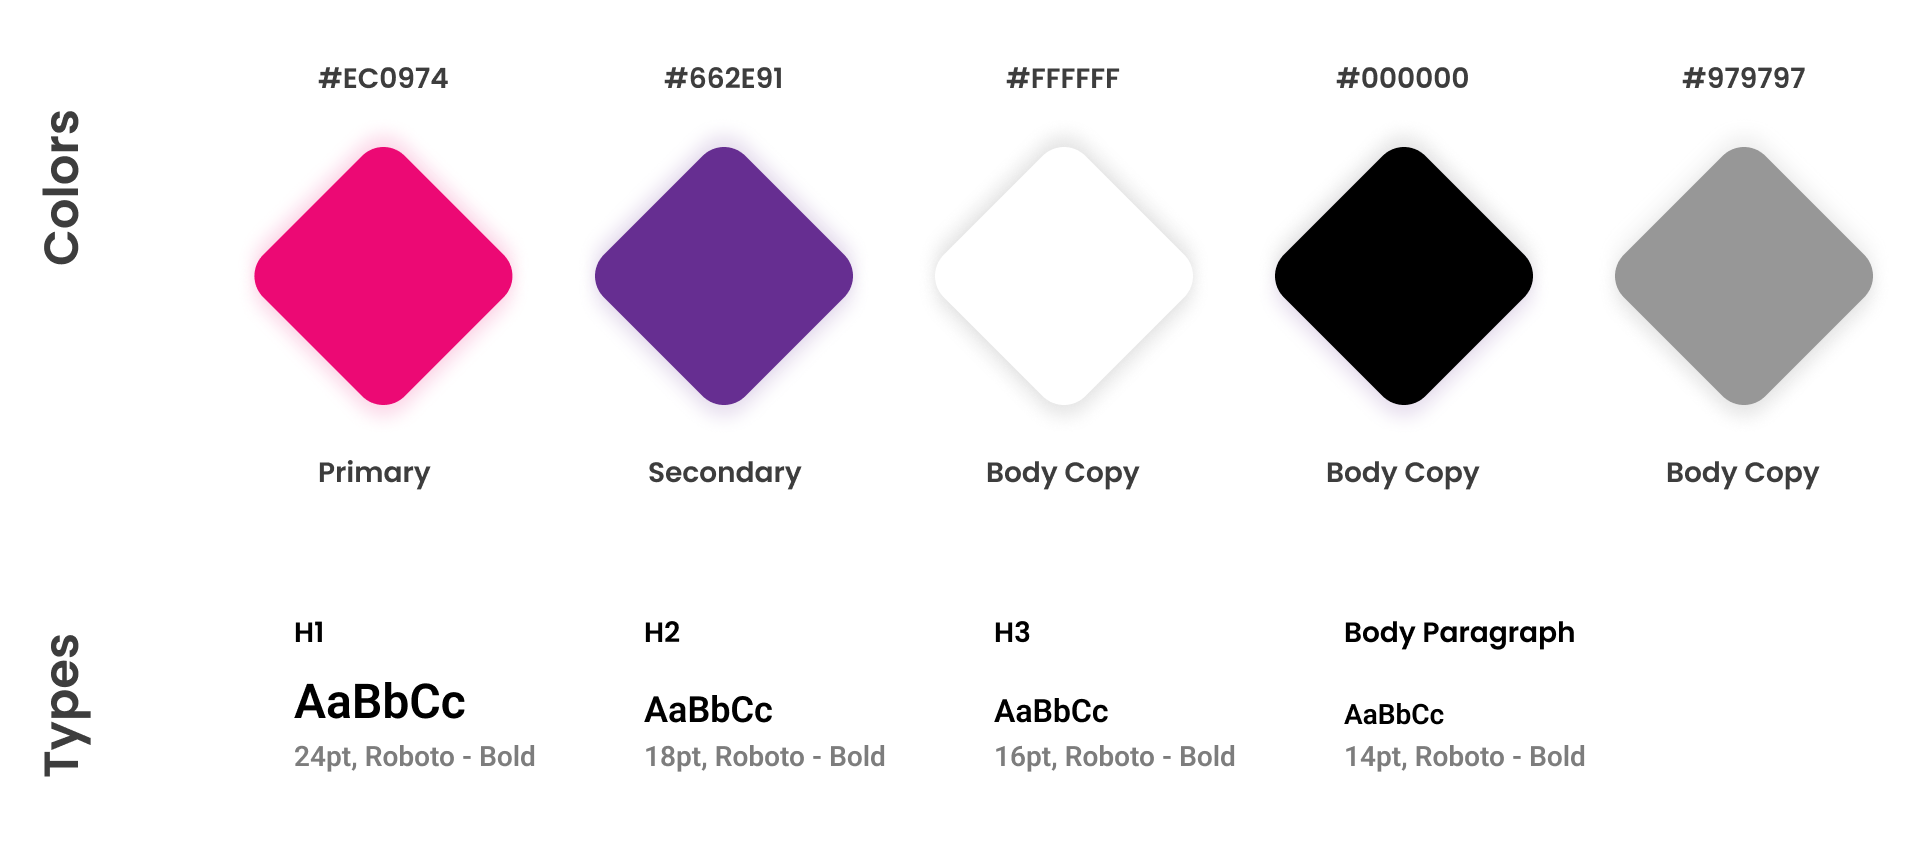 Colors
#EC0974
#662E91
#FFFFFF
#000000
#979797
Primary
Secondary
Body Copy
Body Copy
Body Copy
Types
H1
AaBbCc
24pt, Roboto - Bold
H2
AaBbCc
18pt, Roboto - Bold
H3
AaBbCc
16pt, Roboto - Bold
Body Paragraph
AaBbCc
14pt, Roboto - Bold